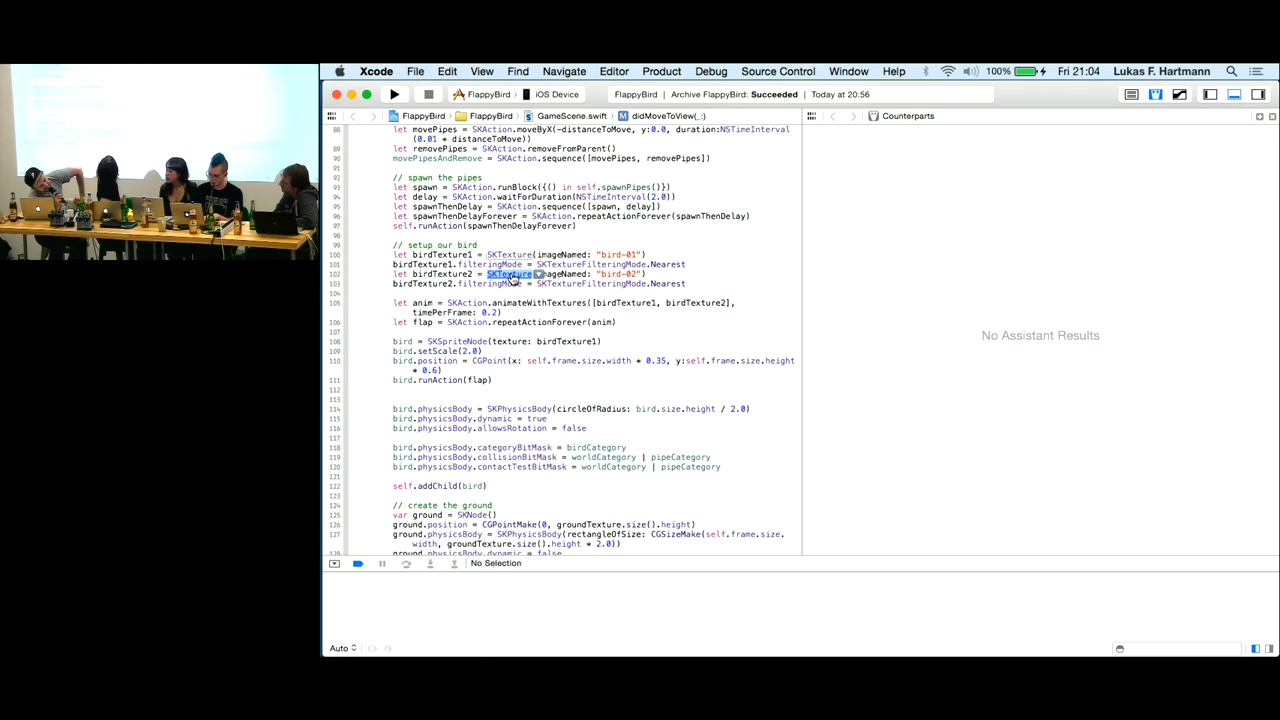 Xcode File Edit View Find Navigate Editor Product Debug Source Control Window Help 100% Fri 21:04 Lukas F. Hartmann
FlappyBird iOS Device FlappyBird | Archive FlappyBird: Succeeded | Today at 20:56
FlappyBird FlappyBird GameScene.swift M didMoveToView(_:) Counterparts
88 let movePipes = SKAction.moveByX(-distanceToMove, y:0.0, duration:NSTimeInterval
(0.01 * distanceToMove))
89 let removePipes = SKAction.removeFromParent()
90 movePipesAndRemove = SKAction.sequence([movePipes, removePipes])
91
92 // spawn the pipes
93 let spawn = SKAction.runBlock({() in self.spawnPipes()})
94 let delay = SKAction.waitForDuration(NSTimeInterval(2.0))
95 let spawnThenDelay = SKAction.sequence([spawn, delay])
96 let spawnThenDelayForever = SKAction.repeatActionForever(spawnThenDelay)
97 self.runAction(spawnThenDelayForever)
98
99 // setup our bird
100 let birdTexture1 = SKTexture(imageNamed: "bird-01")
101 birdTexture1.filteringMode = SKTextureFilteringMode.Nearest
102 let birdTexture2 = SKTexture imageNamed: "bird-02")
103 birdTexture2.filteringMode = SKTextureFilteringMode.Nearest
104
105 let anim = SKAction.animateWithTextures([birdTexture1, birdTexture2],
timePerFrame: 0.2)
106 let flap = SKAction.repeatActionForever(anim)
107
108 bird = SKSpriteNode(texture: birdTexture1)
109 bird.setScale(2.0)
110 bird.position = CGPoint(x: self.frame.size.width * 0.35, y:self.frame.size.height
* 0.6)
111 bird.runAction(flap)
112
113
114 bird.physicsBody = SKPhysicsBody(circleOfRadius: bird.size.height / 2.0)
115 bird.physicsBody.dynamic = true
116 bird.physicsBody.allowsRotation = false
117
118 bird.physicsBody.categoryBitMask = birdCategory
119 bird.physicsBody.collisionBitMask = worldCategory | pipeCategory
120 bird.physicsBody.contactTestBitMask = worldCategory | pipeCategory
121
122 self.addChild(bird)
123
124 // create the ground
125 var ground = SKNode()
126 ground.position = CGPointMake(0, groundTexture.size().height)
127 ground.physicsBody = SKPhysicsBody(rectangleOfSize: CGSizeMake(self.frame.size.
width, groundTexture.size().height * 2.0))
128 ground.physicsBody.dynamic = false
No Assistant Results
No Selection
Auto